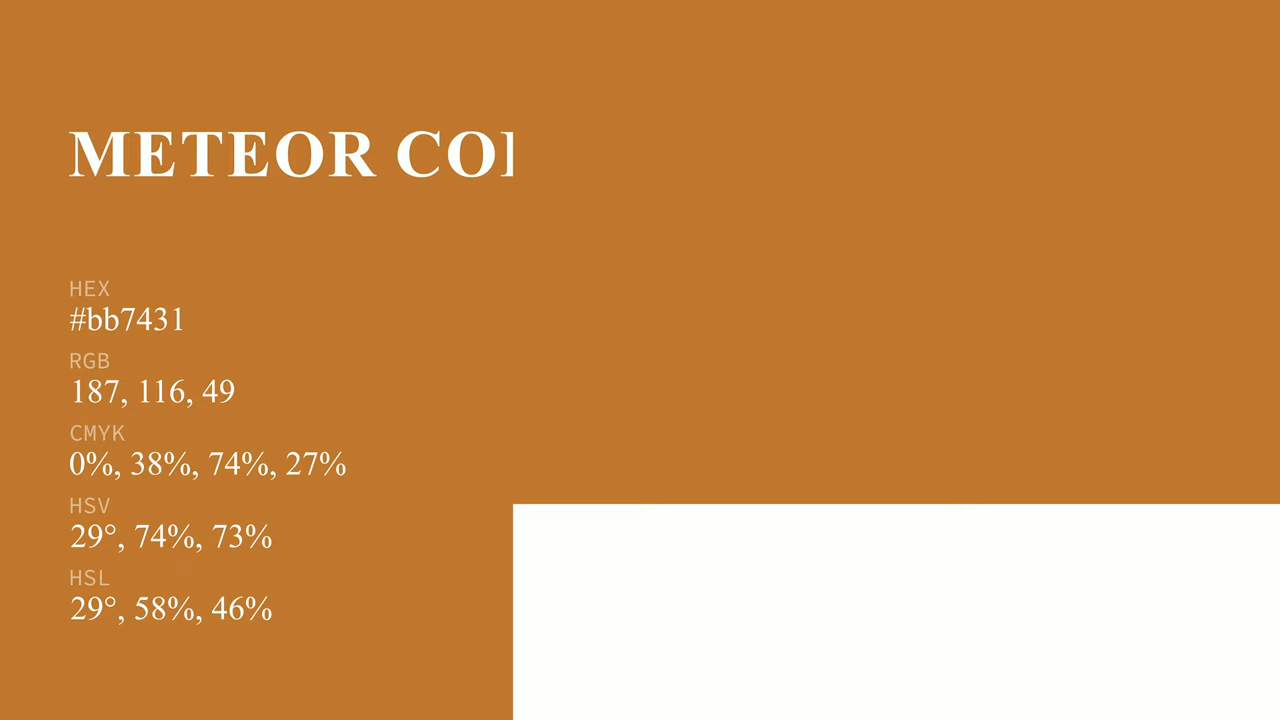 METEOR
HEX
#bb7431
RGB
187, 116, 49
CMYK
0%, 38%, 74%, 27%
HSV
29°, 74%, 73%
HSL
29°, 58%, 46%